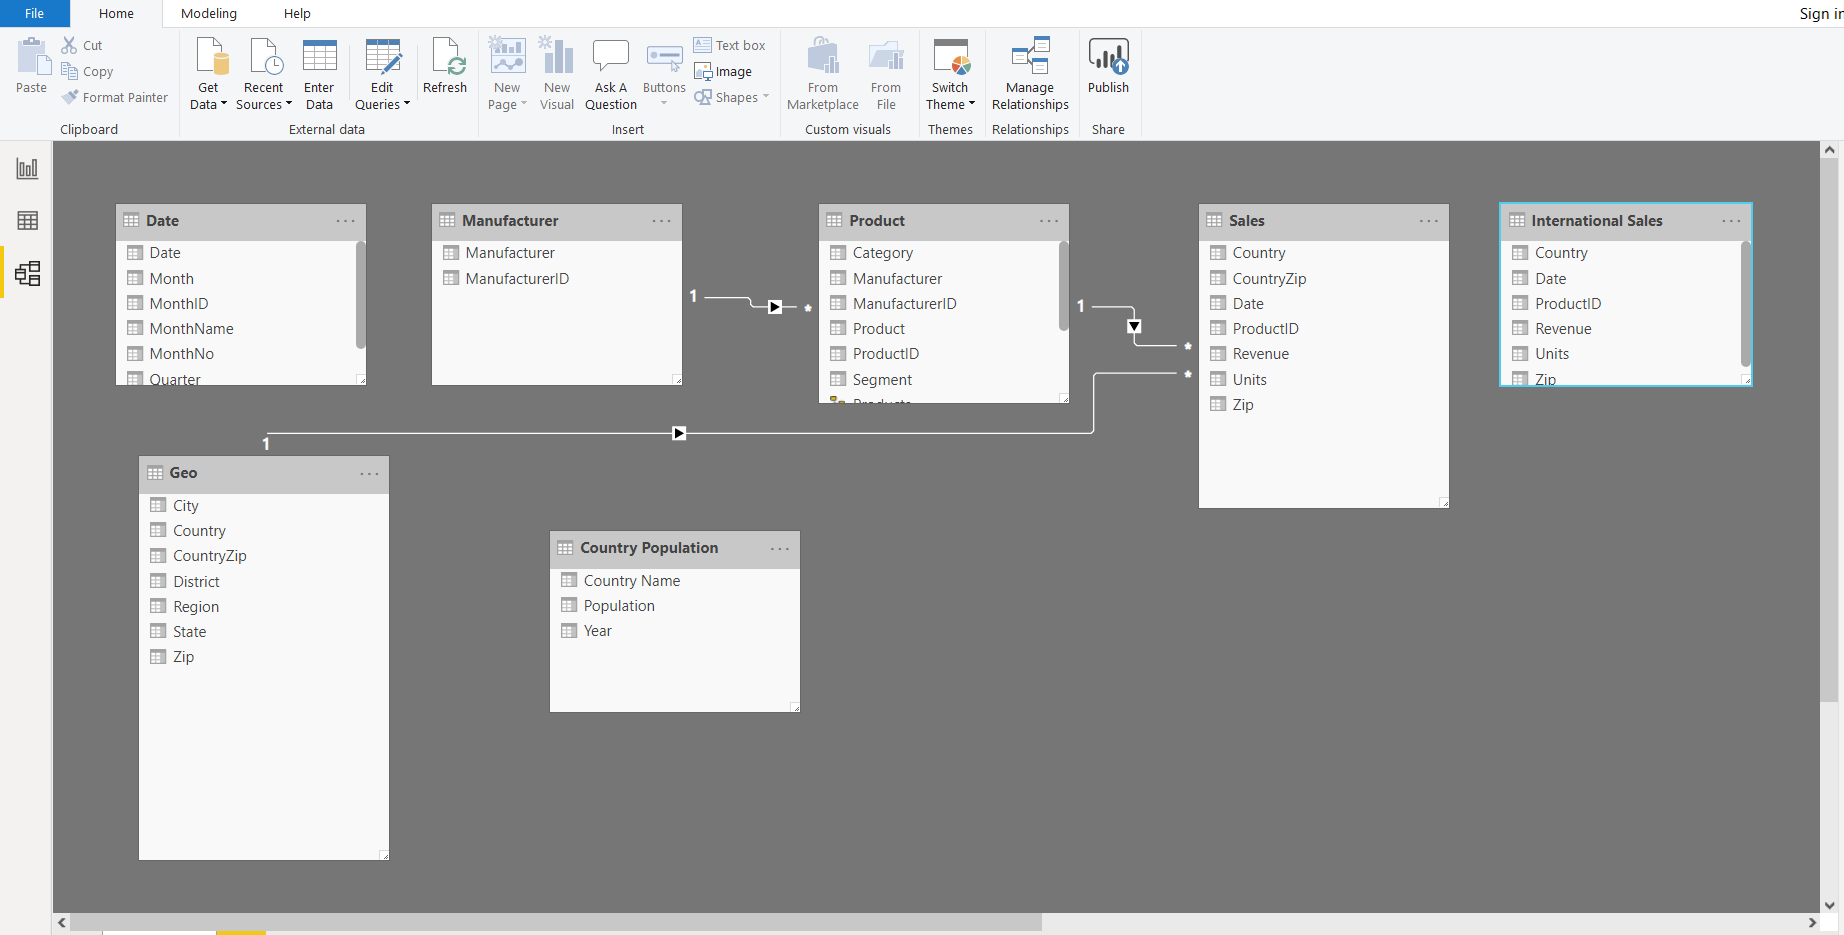 File Home Modeling Help Sign in
Paste
Cut
Copy
Format Painter
Clipboard
Get Data
Recent Sources
Enter Data
Edit Queries
Refresh
External data
New Page
New Visual
Ask A Question
Buttons
Text box
Image
Shapes
Insert
From Marketplace
From File
Custom visuals
Switch Theme
Themes
Manage Relationships
Relationships
Publish
Share
Date ...
Date
Month
MonthID
MonthName
MonthNo
Quarter
Manufacturer ...
Manufacturer
ManufacturerID
1 *
Product ...
Category
Manufacturer
ManufacturerID
Product
ProductID
Segment
Products
1 *
*
Sales ...
Country
CountryZip
Date
ProductID
Revenue
Units
Zip
International Sales ...
Country
Date
ProductID
Revenue
Units
Zip
1
Geo ...
City
Country
CountryZip
District
Region
State
Zip
Country Population ...
Country Name
Population
Year